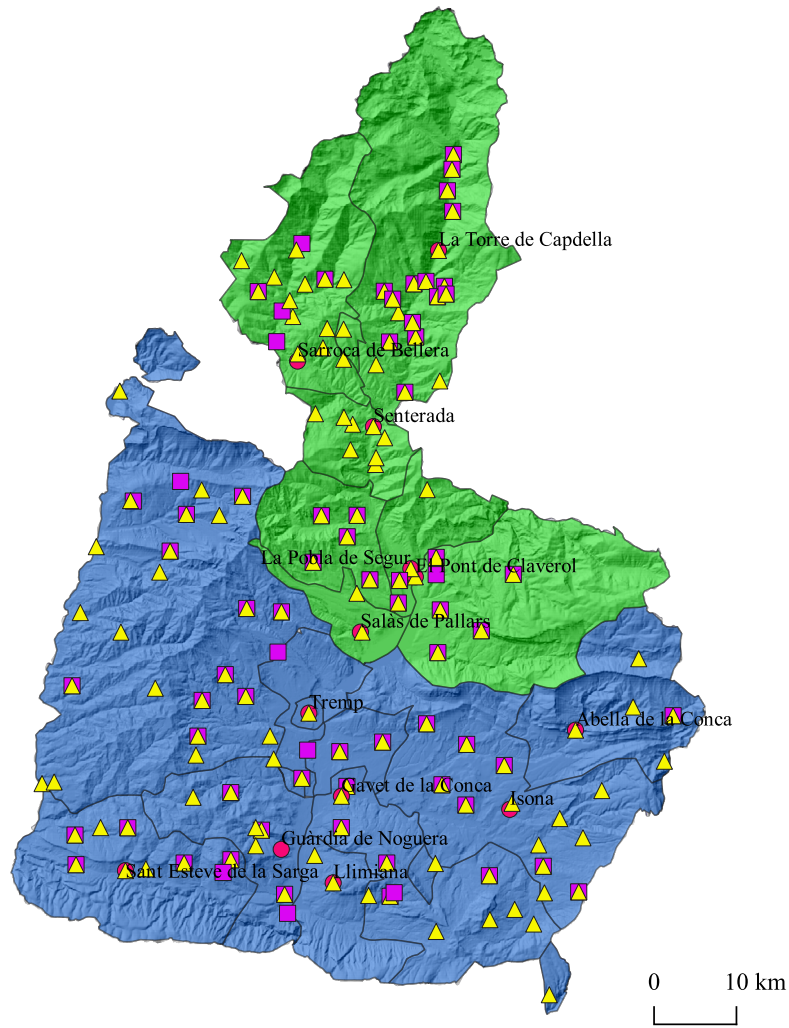 La Torre de Capdella
Sarroca de Bellera
Senterada
La Pobla de Segur
El Pont de Claverol
Salàs de Pallars
Tremp
Abella de la Conca
Gavet de la Conca
Isona
Guàrdia de Noguera
Sant Esteve de la Sarga
Llimiana
0 10 km